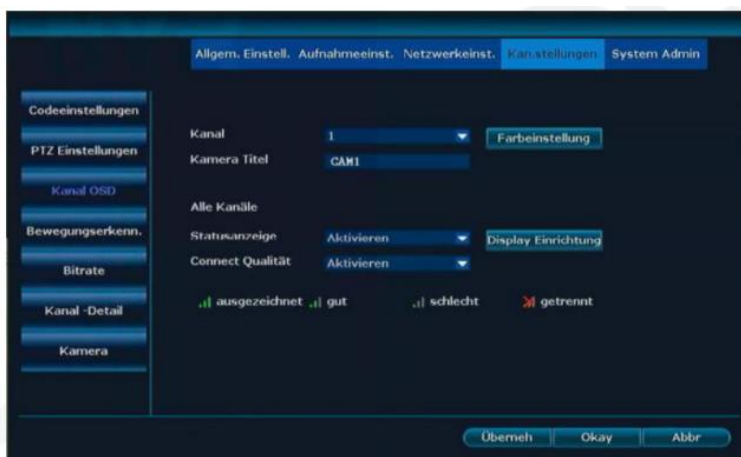 Allgem. Einstell. Aufnahmeeinst. Netzwerkeinst. Kan.stellungen System Admin
Codeeinstellungen
PTZ Einstellungen
Kanal OSD
Bewegungserkenn.
Bitrate
Kanal -Detail
Kamera
Kanal 1 Farbeinstellung
Kamera Titel CAM1
Alle Kanäle
Statusanzeige Aktivieren Display Einrichtung
Connect Qualität Aktivieren
ausgezeichnet gut schlecht getrennt
Überneh Okay Abbr